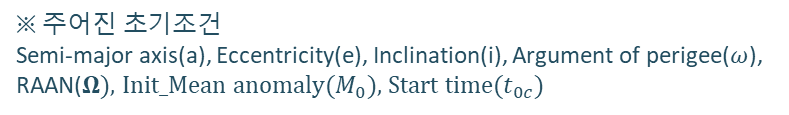 ※ 주어진 초기조건
Semi-major axis(a), Eccentricity(e), Inclination(i), Argument of perigee(ω),
RAAN(Ω), Init_Mean anomaly(M₀), Start time(t₀c)